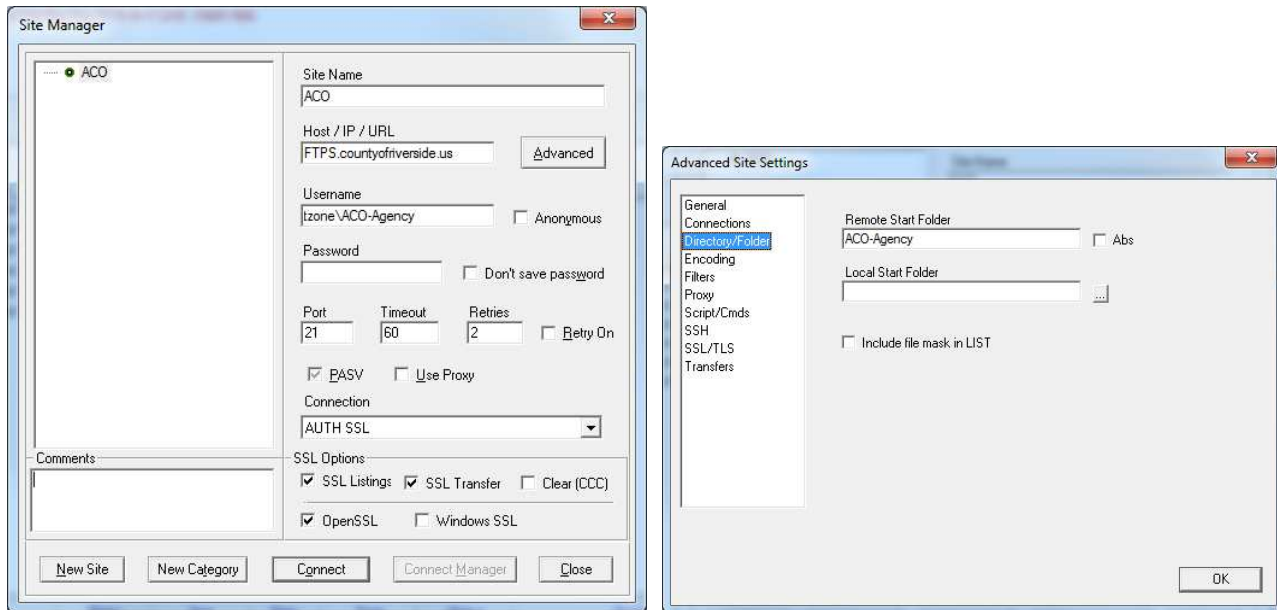 Site Manager
ACO
Site Name
ACO
Host / IP / URL
FTPS.countyofriverside.us
Advanced
Username
tzone\ACO-Agency
Anonymous
Password
Don't save password
Port Timeout Retries
21 60 2 Retry On
PASV Use Proxy
Connection
AUTH SSL
Comments
SSL Options
SSL Listings SSL Transfer Clear (CCC)
OpenSSL Windows SSL
New Site New Category Connect Connect Manager Close
Advanced Site Settings
General
Connections
Directory/Folder
Encoding
Filters
Proxy
Script/Cmds
SSH
SSL/TLS
Transfers
Remote Start Folder
ACO-Agency Abs
Local Start Folder
...
Include file mask in LIST
OK